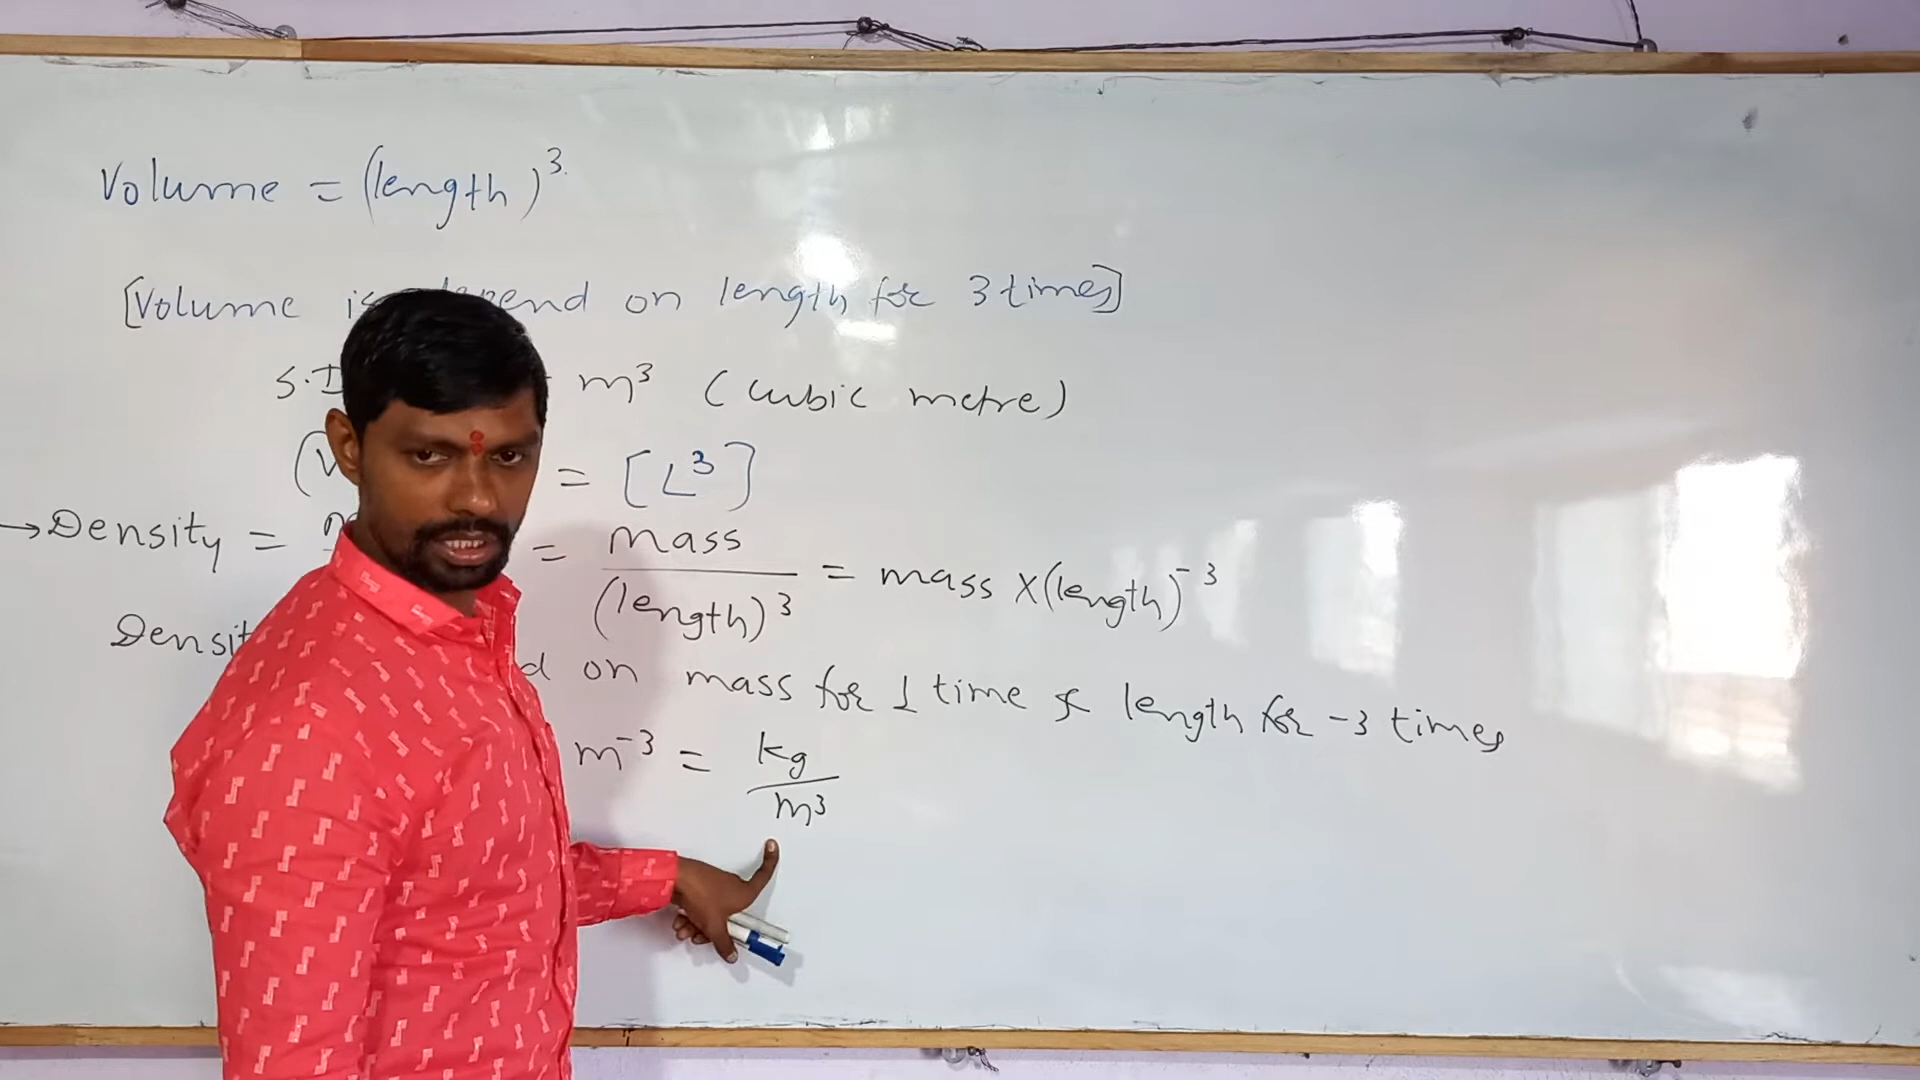 Volume = (length)³
[Volume is depend on length for 3 times]
S.I m³ (cubic metre)
= [L³]
→Density = = mass/(length)³ = mass X(length)⁻³
on mass for 1 time & length for -3 times
m⁻³ = kg/m³